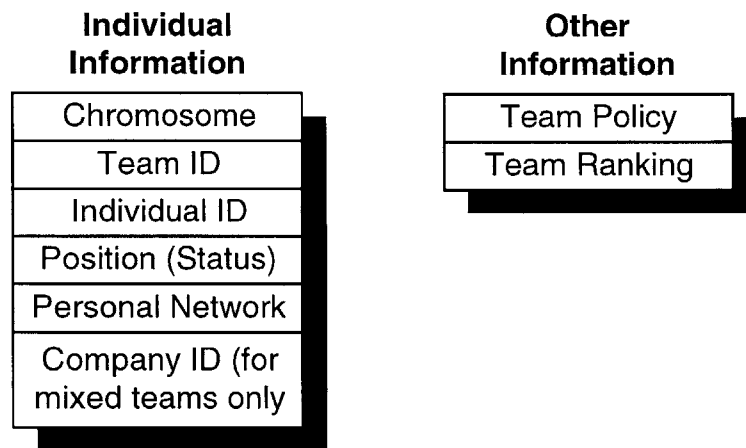 Individual
Information
Chromosome
Team ID
Individual ID
Position (Status)
Personal Network
Company ID (for
mixed teams only
Other
Information
Team Policy
Team Ranking